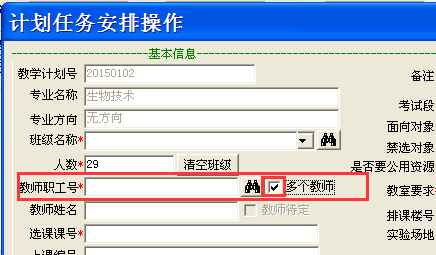 计划任务安排操作
基本信息
教学计划号 20150102 备注
专业名称 生物技术 考试段
专业方向 无方向 面向对象
班级名称* 禁选对象
人数* 29 清空班级 是否要公用资源
教师职工号* 多个教师 教室要求
教师姓名 教师待定 排课楼号
选课课号* 实验场地
上课编号